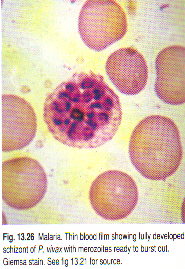 Fig. 13.26 Malaria. Thin blood film showing fully developed
schizont of P. vivax with merozoites ready to burst out.
Giemsa stain. See fig 13.21 for source.